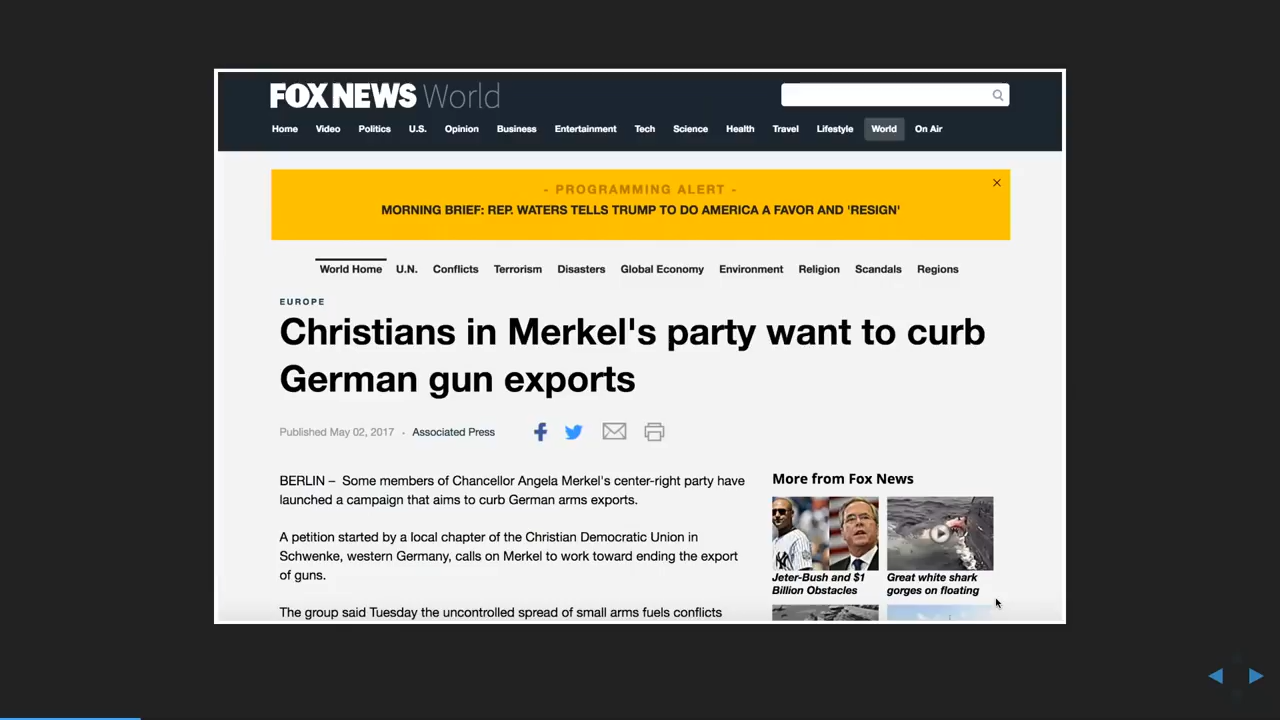 FOX NEWS World
Home Video Politics U.S. Opinion Business Entertainment Tech Science Health Travel Lifestyle World On Air
- PROGRAMMING ALERT -
MORNING BRIEF: REP. WATERS TELLS TRUMP TO DO AMERICA A FAVOR AND 'RESIGN'
World Home U.N. Conflicts Terrorism Disasters Global Economy Environment Religion Scandals Regions
EUROPE
Christians in Merkel's party want to curb
German gun exports
Published May 02, 2017 · Associated Press
BERLIN – Some members of Chancellor Angela Merkel's center-right party have
launched a campaign that aims to curb German arms exports.
A petition started by a local chapter of the Christian Democratic Union in
Schwenke, western Germany, calls on Merkel to work toward ending the export
of guns.
The group said Tuesday the uncontrolled spread of small arms fuels conflicts
More from Fox News
Jeter-Bush and $1
Billion Obstacles
Great white shark
gorges on floating